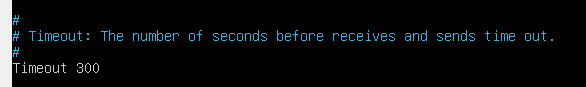 #
# Timeout: The number of seconds before receives and sends time out.
#
Timeout 300